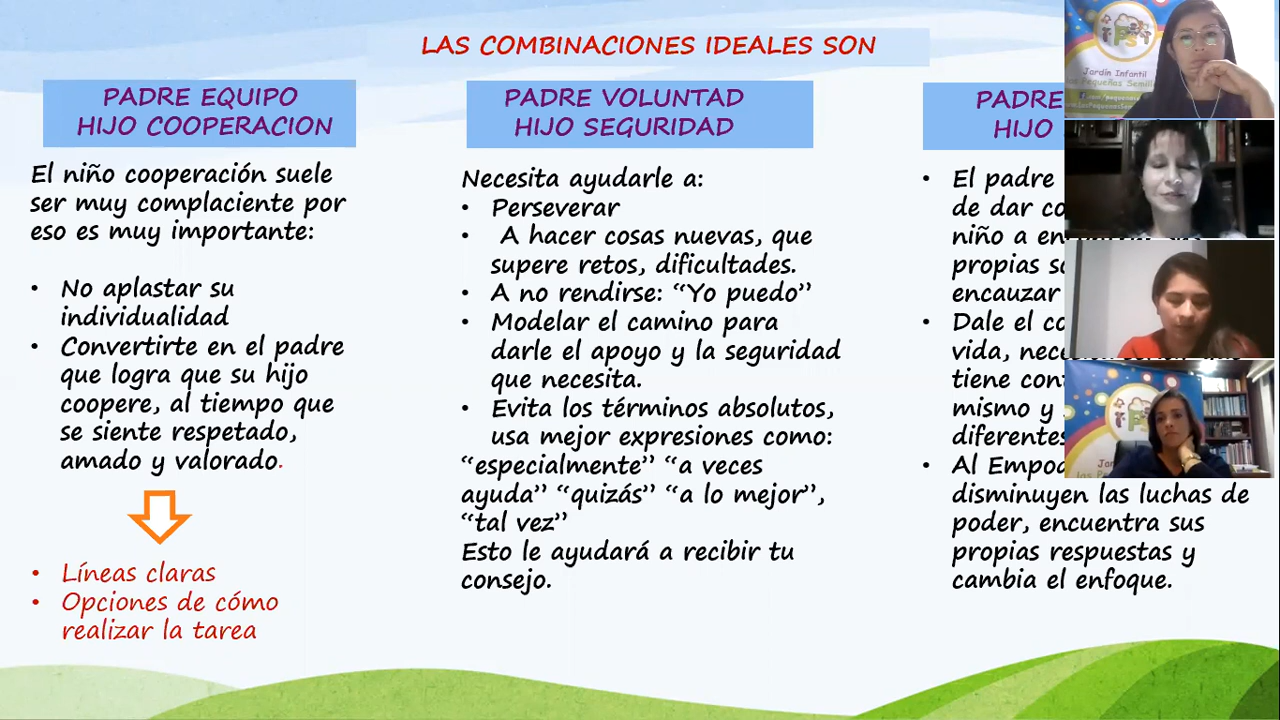 LAS COMBINACIONES IDEALES SON
PADRE EQUIPO
HIJO COOPERACION
El niño cooperación suele
ser muy complaciente por
eso es muy importante:
• No aplastar su
individualidad
• Convertirte en el padre
que logra que su hijo
coopere, al tiempo que
se siente respetado,
amado y valorado.
• Líneas claras
• Opciones de cómo
realizar la tarea
PADRE VOLUNTAD
HIJO SEGURIDAD
Necesita ayudarle a:
• Perseverar
• A hacer cosas nuevas, que
supere retos, dificultades.
• A no rendirse: “Yo puedo”
• Modelar el camino para
darle el apoyo y la seguridad
que necesita.
• Evita los términos absolutos,
usa mejor expresiones como:
“especialmente” “a veces
ayuda” “quizás” “a lo mejor”,
“tal vez”
Esto le ayudará a recibir tu
consejo.
PADRE
HIJO
• El padre
de dar
niño a
propias
encauzar
• Dale el
vida,
tiene
mismo y
diferentes
• Al
disminuyen las luchas de
poder, encuentra sus
propias respuestas y
cambia el enfoque.
Jardín Infantil